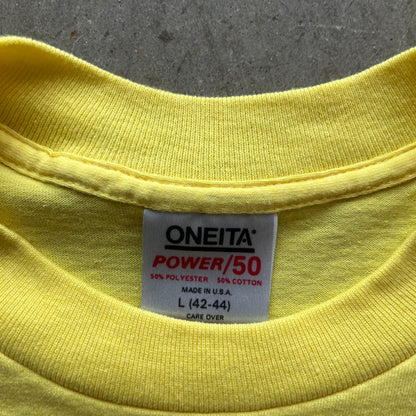 ONEITA®
POWER/50
50% POLYESTER 50% COTTON
MADE IN U.S.A.
L (42-44)
CARE OVER